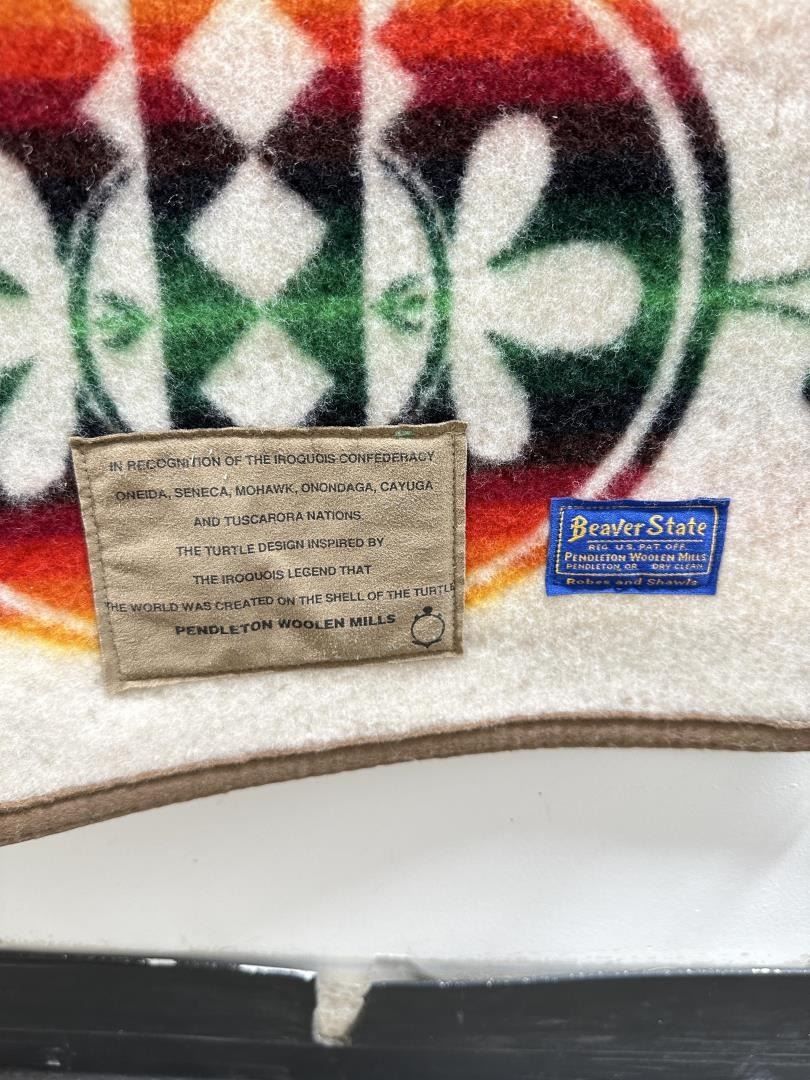 IN RECOGNITION OF THE IROQUOIS CONFEDERACY
ONEIDA, SENECA, MOHAWK, ONONDAGA, CAYUGA
AND TUSCARORA NATIONS
THE TURTLE DESIGN INSPIRED BY
THE IROQUOIS LEGEND THAT
THE WORLD WAS CREATED ON THE SHELL OF THE TURTLE
PENDLETON WOOLEN MILLS
Beaver State
REG. U.S. PAT. OFF.
PENDLETON WOOLEN MILLS
PENDLETON, OR. DRY CLEAN
Robes and Shawls